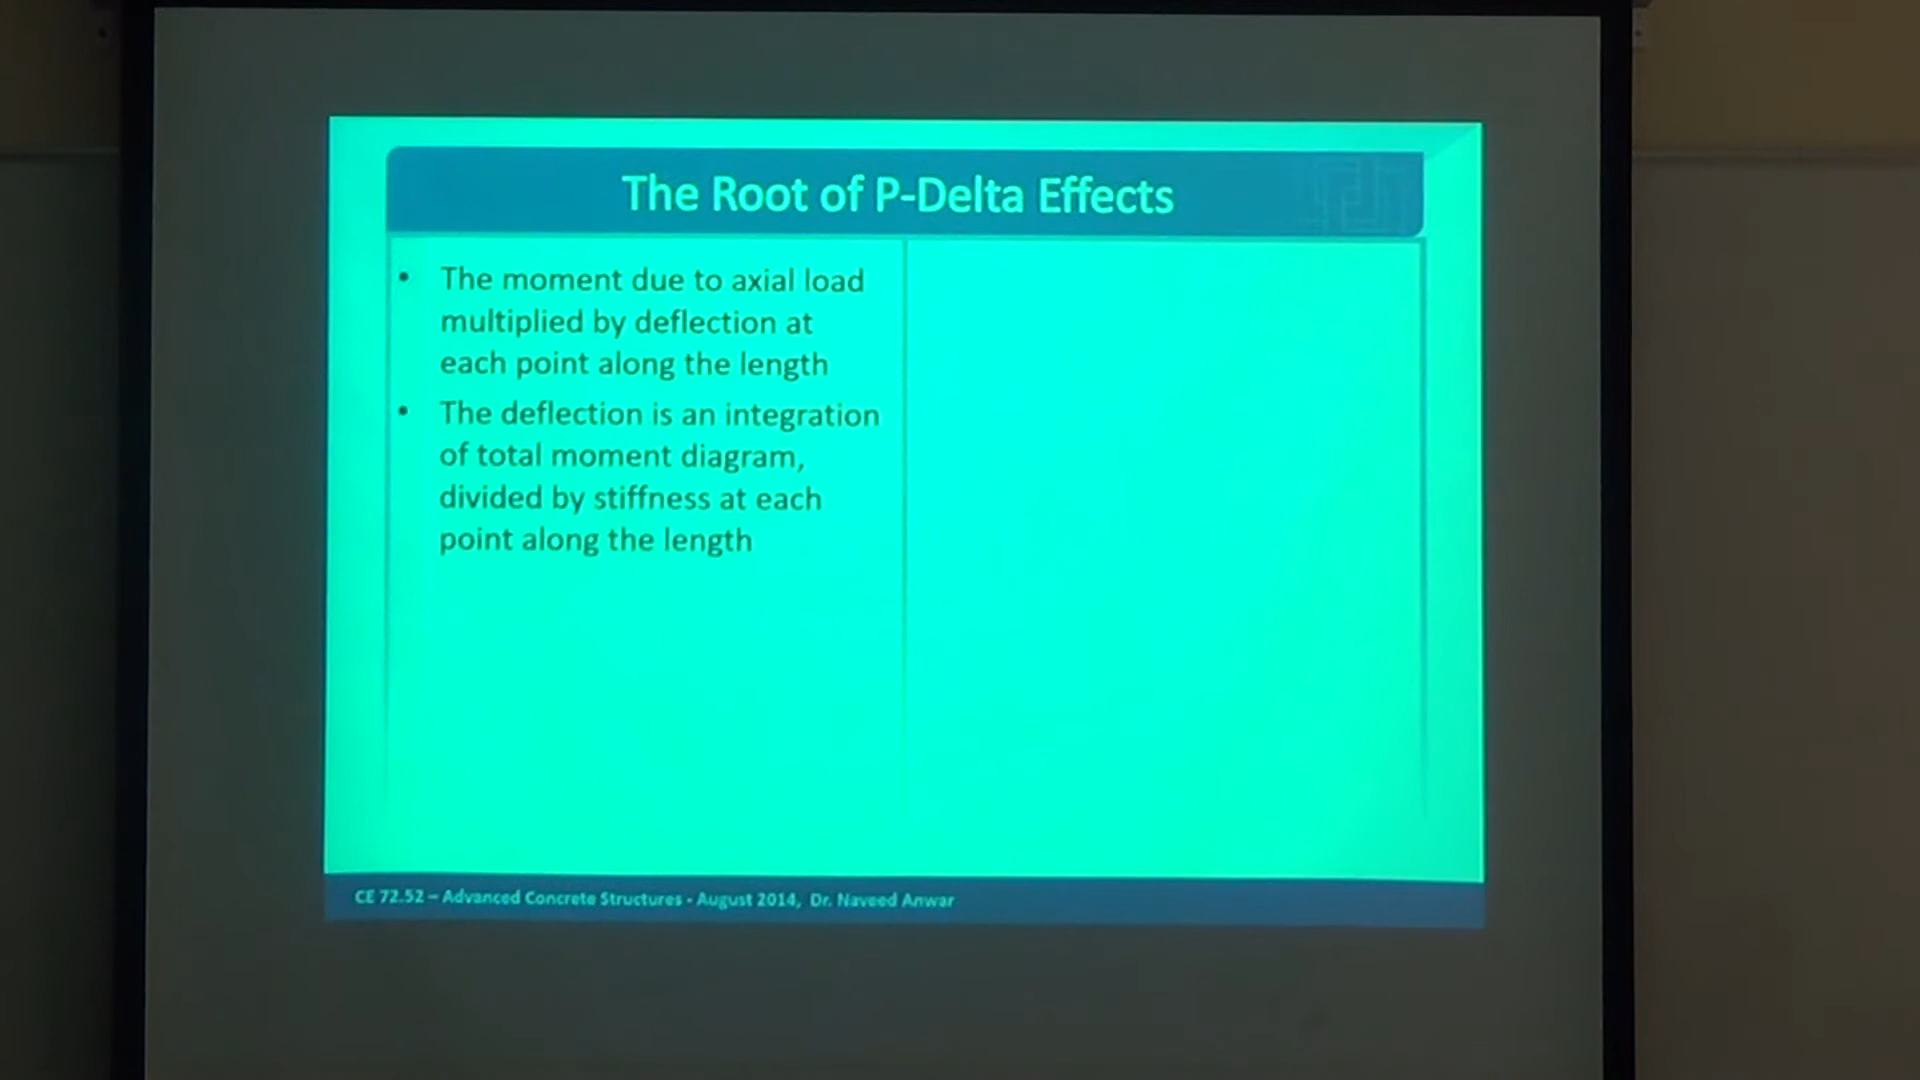 The Root of P-Delta Effects
• The moment due to axial load
multiplied by deflection at
each point along the length
• The deflection is an integration
of total moment diagram,
divided by stiffness at each
point along the length
CE 72.52 – Advanced Concrete Structures - August 2014, Dr. Naveed Anwar